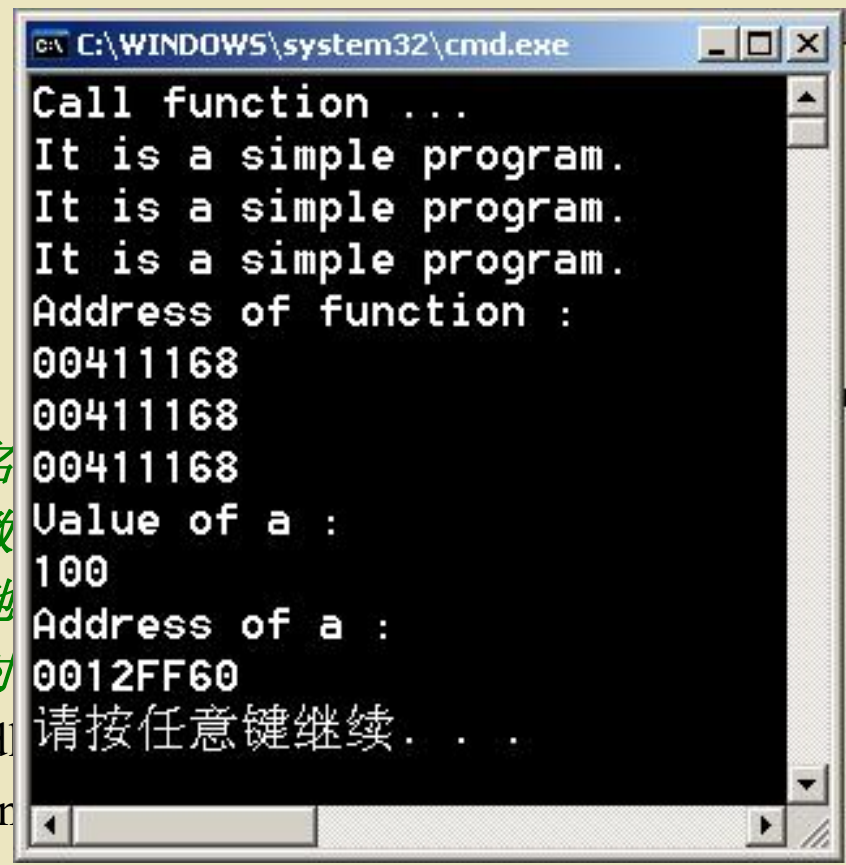 C:\WINDOWS\system32\cmd.exe
Call function ...
It is a simple program.
It is a simple program.
It is a simple program.
Address of function :
00411168
00411168
00411168
Value of a :
100
Address of a :
0012FF60
请按任意键继续. . .